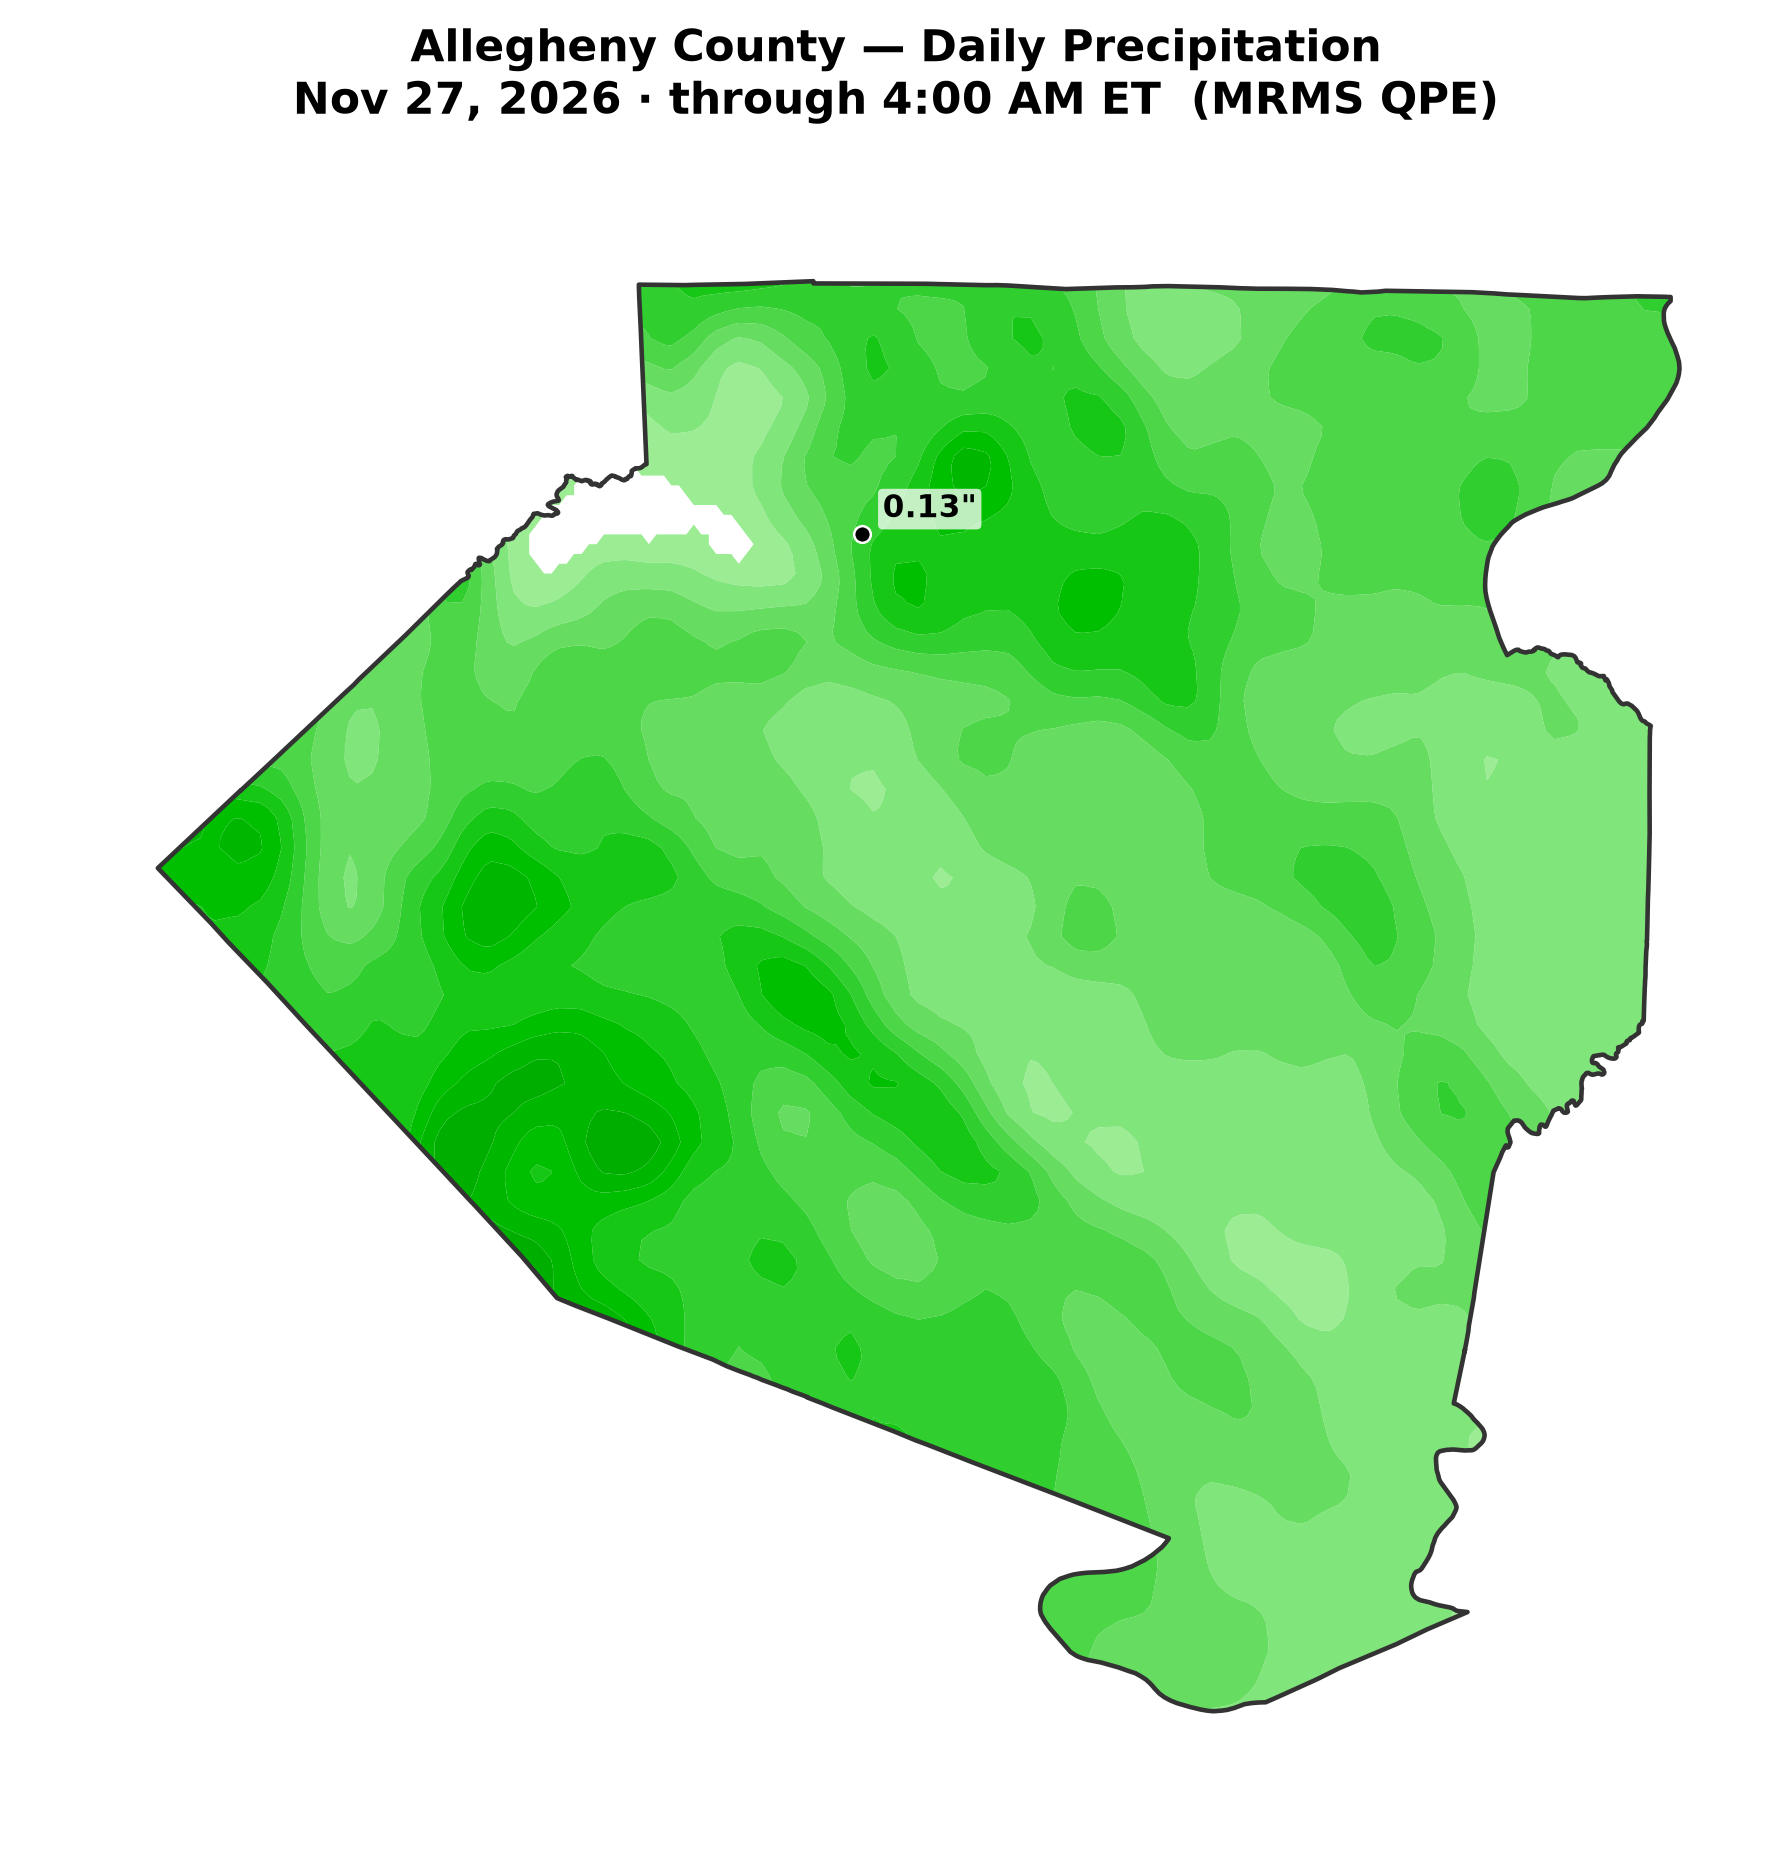 Allegheny County — Daily Precipitation
Nov 27, 2026 · through 4:00 AM ET (MRMS QPE)
0.13"